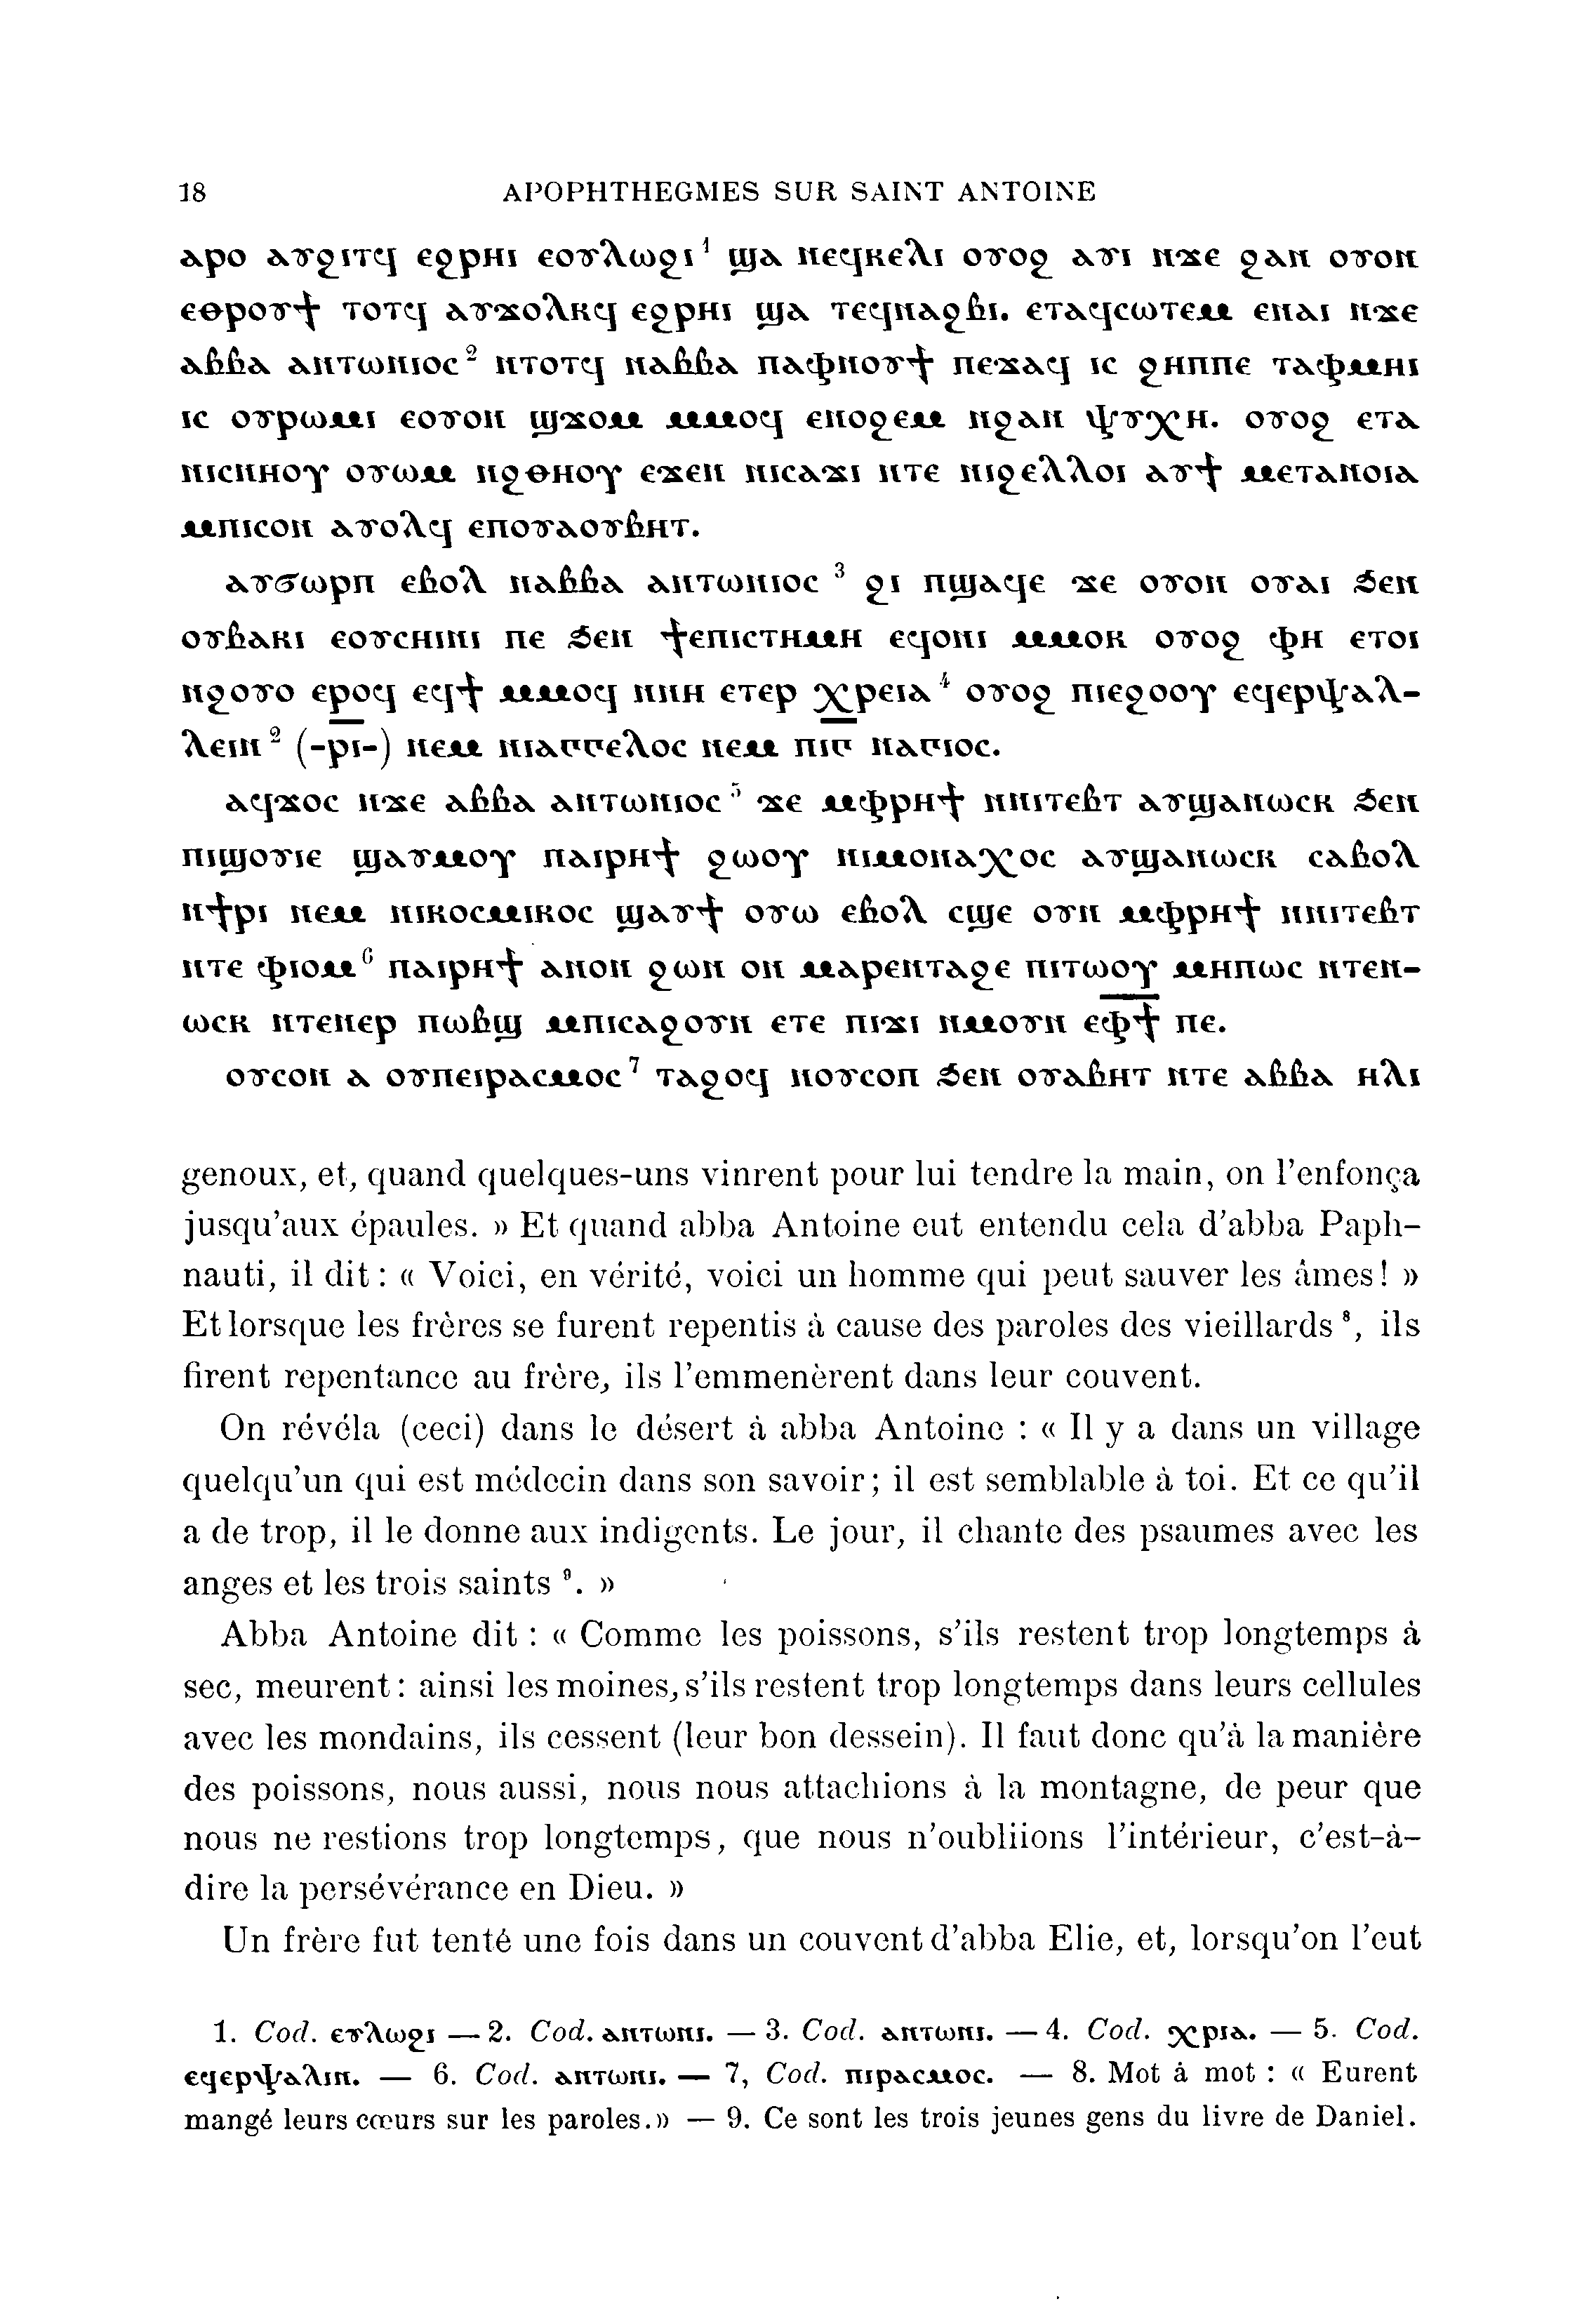 18 APOPHTHEGMES SUR SAINT ANTOINE
ⲁⲣⲟ ⲁⲩϩⲓⲧϥ ⲉϩⲣⲏⲓ ⲉⲟⲩⲗⲱϩⲓ¹ ϣⲁ ⲛⲉϥⲕⲉⲗⲓ ⲟⲩⲟϩ ⲁⲩⲓ ⲛϫⲉ ϩⲁⲛ ⲟⲩⲟⲛ
ⲉⲑⲣⲟⲩϯ ⲧⲟⲧϥ ⲁⲩϫⲟⲗⲕϥ ⲉϩⲣⲏⲓ ϣⲁ ⲧⲉϥⲛⲁϩⲃⲓ. ⲉⲧⲁϥⲥⲱⲧⲉⲙ ⲉⲛⲁⲓ ⲛϫⲉ
ⲁⲃⲃⲁ ⲁⲛⲧⲱⲛⲓⲟⲥ² ⲛⲧⲟⲧϥ ⲛⲁⲃⲃⲁ ⲡⲁⲫⲛⲟⲩϯ ⲡⲉϫⲁϥ ⲓⲥ ϩⲏⲡⲡⲉ ⲧⲁⲫⲙⲏⲓ
ⲓⲥ ⲟⲩⲣⲱⲙⲓ ⲉⲟⲩⲟⲛ ϣϫⲟⲙ ⲙⲙⲟϥ ⲉⲛⲟϩⲉⲙ ⲛϩⲁⲛ ⲯⲩⲭⲏ. ⲟⲩⲟϩ ⲉⲧⲁ
ⲛⲓⲥⲛⲏⲟⲩ ⲟⲩⲱⲙ ⲛϩⲑⲏⲟⲩ ⲉϫⲉⲛ ⲛⲓⲥⲁϫⲓ ⲛⲧⲉ ⲛⲓϩⲉⲗⲗⲟⲓ ⲁⲩϯ ⲙⲉⲧⲁⲛⲟⲓⲁ
ⲙⲡⲓⲥⲟⲛ ⲁⲩⲟⲗϥ ⲉⲡⲟⲩⲁⲟⲩⲃⲏⲧ.
ⲁⲩϭⲱⲣⲡ ⲉⲃⲟⲗ ⲛⲁⲃⲃⲁ ⲁⲛⲧⲱⲛⲓⲟⲥ ³ ϩⲓ ⲡϣⲁϥⲉ ϫⲉ ⲟⲩⲟⲛ ⲟⲩⲁⲓ ϧⲉⲛ
ⲟⲩⲃⲁⲕⲓ ⲉⲟⲩⲥⲏⲓⲛⲓ ⲡⲉ ϧⲉⲛ ϯⲉⲡⲓⲥⲧⲏⲙⲏ ⲉϥⲟⲛⲓ ⲙⲙⲟⲕ ⲟⲩⲟϩ ⲫⲏ ⲉⲧⲟⲓ
ⲛϩⲟⲩⲟ ⲉⲣⲟϥ ⲉϥϯ ⲙⲙⲟϥ ⲛⲛⲏ ⲉⲧⲉⲣ ⲭⲣⲉⲓⲁ⁴ ⲟⲩⲟϩ ⲡⲓⲉϩⲟⲟⲩ ⲉϥⲉⲣⲯⲁⲗ-
ⲗⲉⲓⲛ² (-ⲣ̅ⲓ̅-) ⲛⲉⲙ ⲛⲓⲁⲅⲅⲉⲗⲟⲥ ⲛⲉⲙ ⲡⲓⲅ̅ ⲛⲁⲅⲓⲟⲥ.
ⲁϥϫⲟⲥ ⲛϫⲉ ⲁⲃⲃⲁ ⲁⲛⲧⲱⲛⲓⲟⲥ⁵ ϫⲉ ⲙⲫⲣⲏϯ ⲛⲛⲓⲧⲉⲃⲧ ⲁⲩϣⲁⲛⲱⲥⲕ ϧⲉⲛ
ⲡⲓϣⲟⲩⲓⲉ ϣⲁⲩⲙⲟⲩ ⲡⲁⲓⲣⲏϯ ϩⲱⲟⲩ ⲛⲓⲙⲟⲛⲁⲭⲟⲥ ⲁⲩϣⲁⲛⲱⲥⲕ ⲥⲁⲃⲟⲗ
ⲛϯⲣⲓ ⲛⲉⲙ ⲛⲓⲕⲟⲥⲙⲓⲕⲟⲥ ϣⲁⲩϯ ⲟⲩⲱ ⲉⲃⲟⲗ ⲥϣⲉ ⲟⲩⲛ ⲙⲫⲣⲏϯ ⲛⲛⲓⲧⲉⲃⲧ
ⲛⲧⲉ ⲫⲓⲟⲙ⁶ ⲡⲁⲓⲣⲏϯ ⲁⲛⲟⲛ ϩⲱⲛ ⲟⲛ ⲙⲁⲣⲉⲛⲧⲁϩⲉ ⲡⲓⲧⲱⲟⲩ ⲙⲏⲡⲱⲥ ⲛⲧⲉⲛ-
ⲱⲥⲕ ⲛⲧⲉⲛⲉⲣ ⲡⲱⲃϣ ⲙⲡⲓⲥⲁϩⲟⲩⲛ ⲉⲧⲉ ⲡⲓϫⲓ ⲛⲙⲟⲩⲛ ⲉⲫ̅ϯ̅ ⲡⲉ.
ⲟⲩⲥⲟⲛ ⲁ ⲟⲩⲡⲉⲓⲣⲁⲥⲙⲟⲥ⁷ ⲧⲁϩⲟϥ ⲛⲟⲩⲥⲟⲡ ϧⲉⲛ ⲟⲩⲁⲃⲏⲧ ⲛⲧⲉ ⲁⲃⲃⲁ ⲏⲗⲓ
genoux, et, quand quelques-uns vinrent pour lui tendre la main, on l'enfonça
jusqu'aux épaules. » Et quand abba Antoine eut entendu cela d'abba Paph-
nauti, il dit : « Voici, en vérité, voici un homme qui peut sauver les âmes! »
Et lorsque les frères se furent repentis à cause des paroles des vieillards⁸, ils
firent repentance au frère, ils l'emmenèrent dans leur couvent.
On révéla (ceci) dans le désert à abba Antoine : « Il y a dans un village
quelqu'un qui est médecin dans son savoir; il est semblable à toi. Et ce qu'il
a de trop, il le donne aux indigents. Le jour, il chante des psaumes avec les
anges et les trois saints ⁹. »
Abba Antoine dit : « Comme les poissons, s'ils restent trop longtemps à
sec, meurent : ainsi les moines, s'ils restent trop longtemps dans leurs cellules
avec les mondains, ils cessent (leur bon dessein). Il faut donc qu'à la manière
des poissons, nous aussi, nous nous attachions à la montagne, de peur que
nous ne restions trop longtemps, que nous n'oubliions l'intérieur, c'est-à-
dire la persévérance en Dieu. »
Un frère fut tenté une fois dans un couvent d'abba Elie, et, lorsqu'on l'eut
1. Cod. ⲉⲩⲗⲱϩⲓ — 2. Cod. ⲁⲛⲧⲱⲛⲓ. — 3. Cod. ⲁⲛⲧⲱⲛⲓ. — 4. Cod. ⲭⲣⲓⲁ. — 5. Cod.
ⲉϥⲉⲣⲯⲁⲗⲓⲛ. — 6. Cod. ⲁⲛⲧⲱⲛⲓ. — 7, Cod. ⲡⲓⲣⲁⲥⲙⲟⲥ. — 8. Mot à mot : « Eurent
mangé leurs cœurs sur les paroles.» — 9. Ce sont les trois jeunes gens du livre de Daniel.